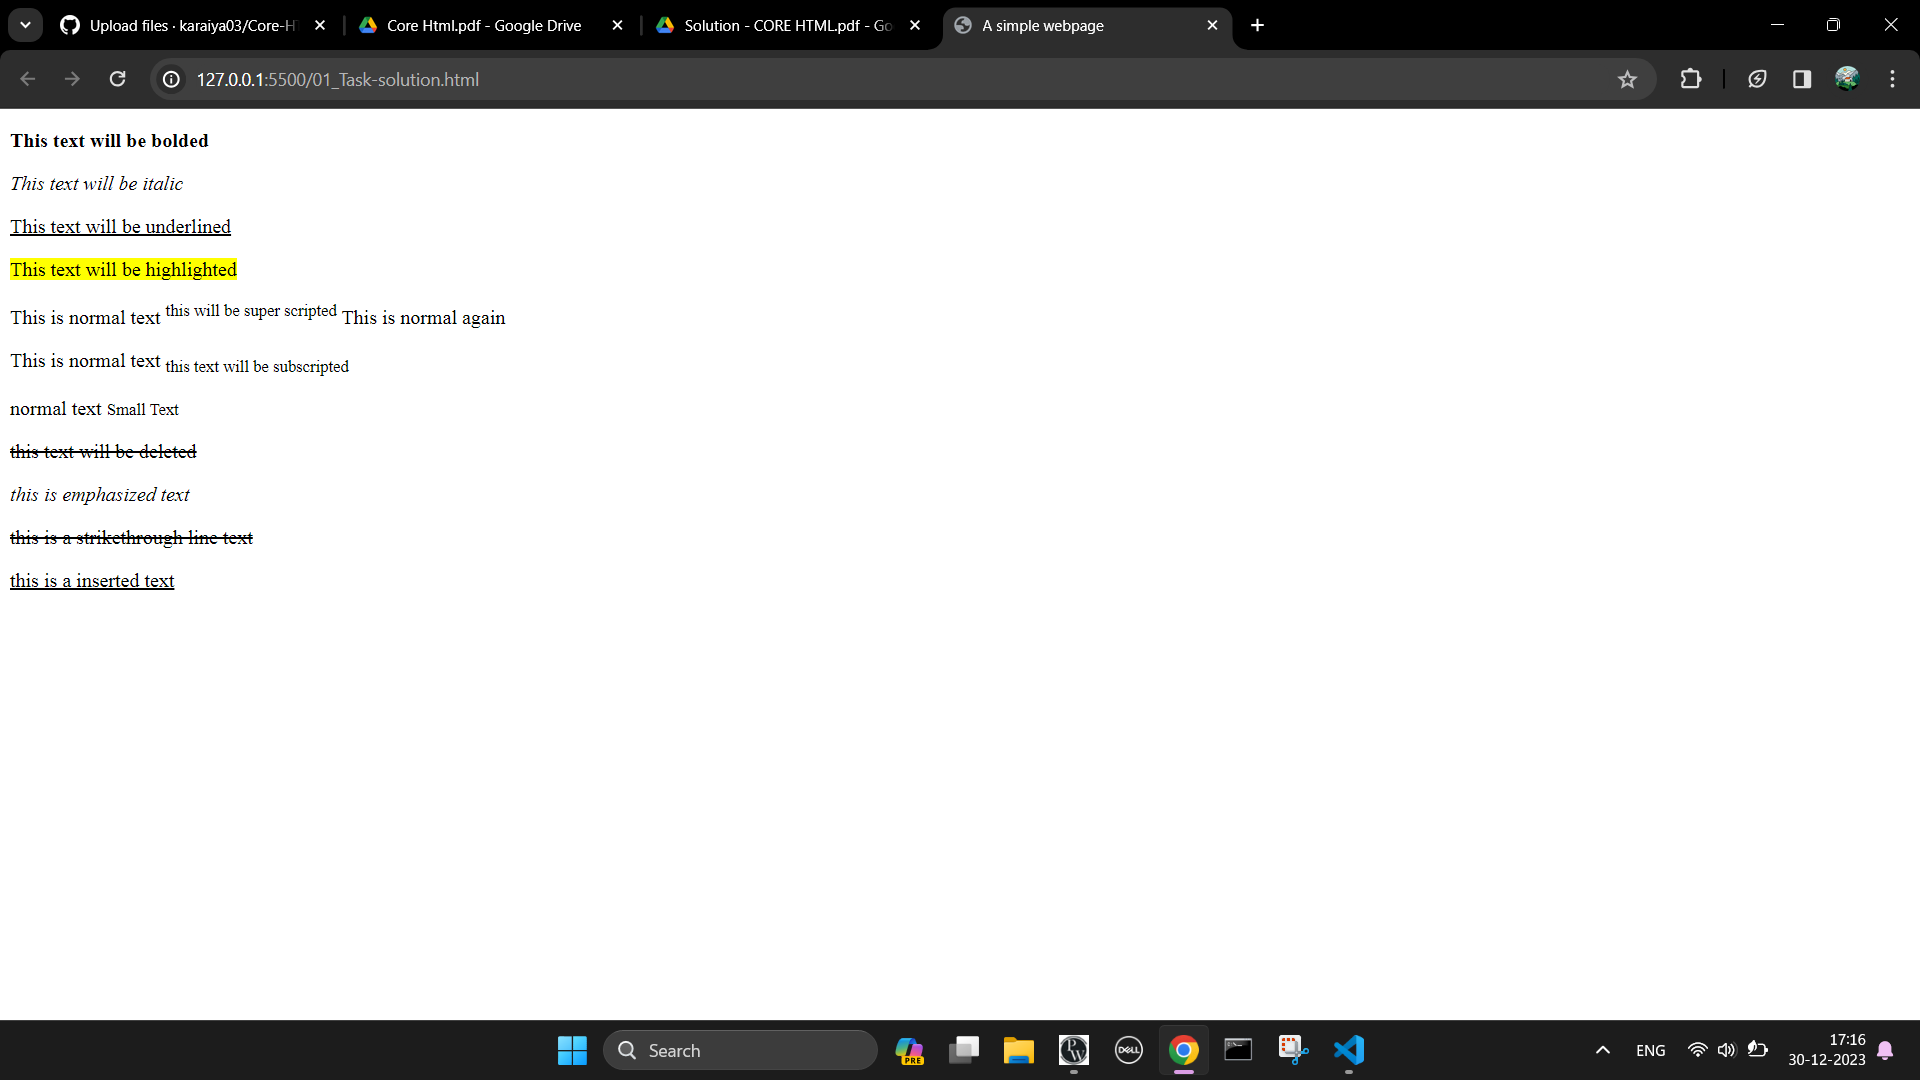 Upload files · karaiya03/Core-H
Core Html.pdf - Google Drive
Solution - CORE HTML.pdf - Go
A simple webpage
127.0.0.1:5500/01_Task-solution.html
This text will be bolded
This text will be italic
This text will be underlined
This text will be highlighted
This is normal text this will be super scripted This is normal again
This is normal text this text will be subscripted
normal text Small Text
this text will be deleted
this is emphasized text
this is a strikethrough line text
this is a inserted text
Search
PRE
PW
DELL
ENG
17:16
30-12-2023